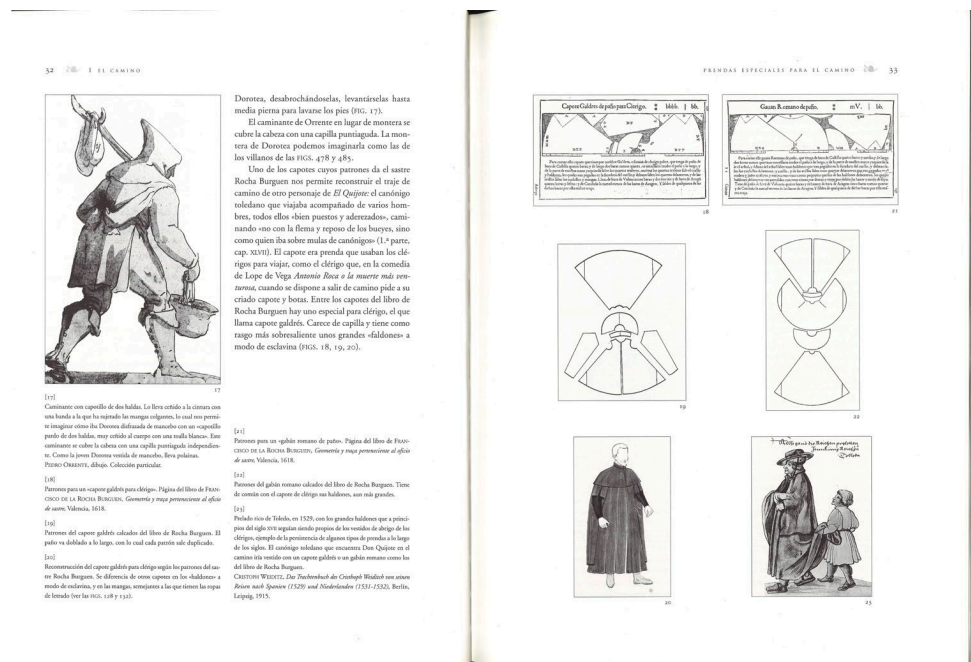 32 I EL CAMINO
Dorotea, desabrochándoselas, levantárselas hasta
media pierna para lavarse los pies (FIG. 17).
El caminante de Orrente en lugar de montera se
cubre la cabeza con una capilla puntiaguda. La mon-
tera de Dorotea podemos imaginarla como las de
los villanos de las FIGS. 478 y 485.
Uno de los capotes cuyos patrones da el sastre
Rocha Burguen nos permite reconstruir el traje de
camino de otro personaje de El Quijote: el canónigo
toledano que viajaba acompañado de varios hom-
bres, todos ellos «bien puestos y aderezados», cami-
nando «no con la flema y reposo de los bueyes, sino
como quien iba sobre mulas de canónigos» (1.ª parte,
cap. XLVII). El capote era prenda que usaban los clé-
rigos para viajar, como el clérigo que, en la comedia
de Lope de Vega Antonio Roca o la muerte más ven-
turosa, cuando se dispone a salir de camino pide a su
criado capote y botas. Entre los capotes del libro de
Rocha Burguen hay uno especial para clérigo, el que
llama capote galdrés. Carece de capilla y tiene como
rasgo más sobresaliente unos grandes «faldones» a
modo de esclavina (FIGS. 18, 19, 20).
17
[17]
Caminante con capotillo de dos haldas. Lo lleva ceñido a la cintura con
una banda a la que ha sujetado las mangas colgantes, lo cual nos permi-
te imaginar cómo iba Dorotea disfrazada de mancebo con un «capotillo
pardo de dos haldas, muy ceñido al cuerpo con una toalla blanca». Este
caminante se cubre la cabeza con una capilla puntiaguda independien-
te. Como la joven Dorotea vestida de mancebo, lleva polainas.
PEDRO ORRENTE, dibujo. Colección particular.
[18]
Patrones para un «capote galdrés para clérigo». Página del libro de FRAN-
CISCO DE LA ROCHA BURGUEN, Geometría y traça perteneciente al oficio
de sastre, Valencia, 1618.
[19]
Patrones del capote galdrés calcados del libro de Rocha Burguen. El
paño va doblado a lo largo, con lo cual cada patrón sale duplicado.
[20]
Reconstrucción del capote galdrés para clérigo según los patrones del sas-
tre Rocha Burguen. Se diferencia de otros capotes en los «haldones» a
modo de esclavina, y en las mangas, semejantes a las que tienen las ropas
de letrado (ver las FIGS. 128 y 132).
[21]
Patrones para un «gabán romano de paño». Página del libro de FRAN-
CISCO DE LA ROCHA BURGUEN, Geometría y traça perteneciente al oficio
de sastre, Valencia, 1618.
[22]
Patrones del gabán romano calcados del libro de Rocha Burguen. Tiene
de común con el capote de clérigo sus haldones, aun más grandes.
[23]
Prelado rico de Toledo, en 1529, con los grandes haldones que a princi-
pios del siglo XVII seguían siendo propios de los vestidos de abrigo de los
clérigos, ejemplo de la persistencia de algunos tipos de prendas a lo largo
de los siglos. El canónigo toledano que encuentra Don Quijote en el
camino iría vestido con un capote galdrés o un gabán romano como los
del libro de Rocha Burguen.
CRISTOPH WEIDITZ, Das Trachtenbuch des Cristhoph Weiditch von seinen
Reisen nach Spanien (1529) und Niederlanden (1531-1532), Berlín,
Leipzig, 1915.
PRENDAS ESPECIALES PARA EL CAMINO 33
Capote Galdres de paño para Clerigo. bbbb. bb.
18
Gauan Romano de paño. mV. bb.
21
19
22
20
23